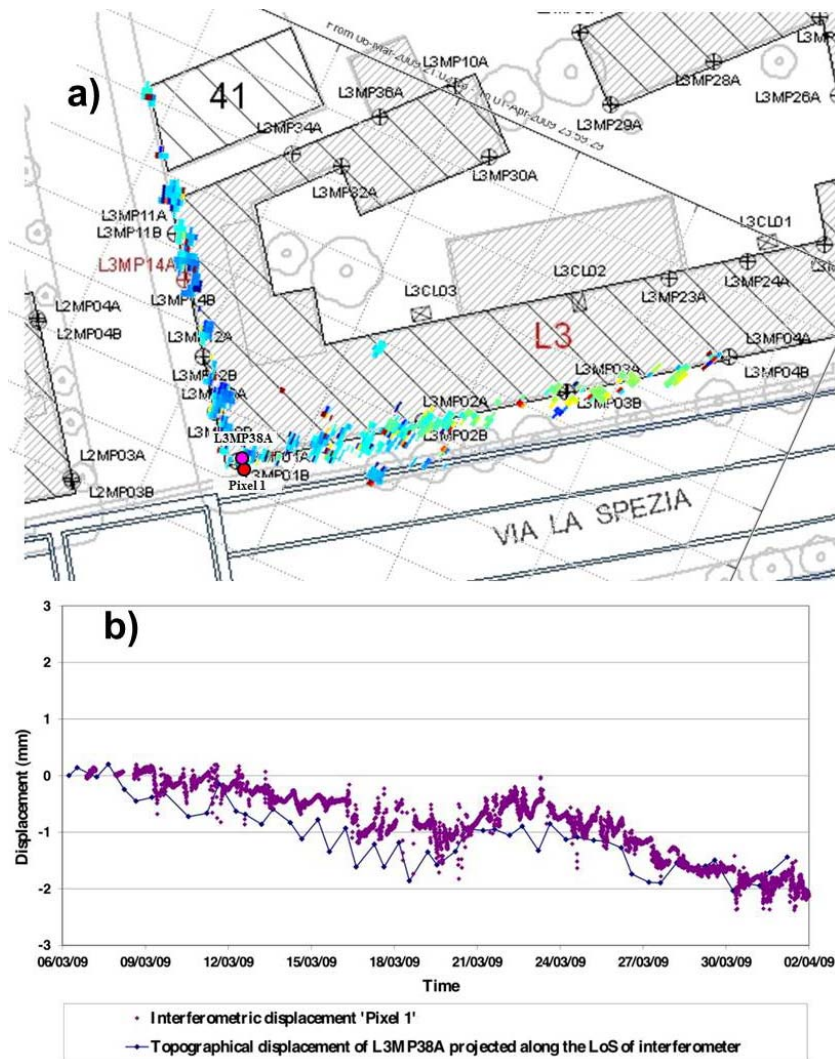 a)
41
L3MP10A
L3MP36A
L3MP34A
L3MP32A
L3MP30A
L3MP28A
L3MP29A
L3MP26A
L3MP11A
L3MP11B
L3MP14A
L3MP14B
L3CL01
L3CL02
L3CL03
L3MP24A
L3MP23A
L2MP04A
L2MP04B
L3
L3MP04A
L3MP04B
L3MP03A
L3MP03B
L3MP02A
L3MP02B
L3MP38A
L2MP03A
L2MP03B
Pixel 1
VIA LA SPEZIA
b)
3
2
1
0
-1
-2
-3
Displacement (mm)
06/03/09 09/03/09 12/03/09 15/03/09 18/03/09 21/03/09 24/03/09 27/03/09 30/03/09 02/04/09
Time
Interferometric displacement 'Pixel 1'
Topographical displacement of L3MP38A projected along the LoS of interferometer